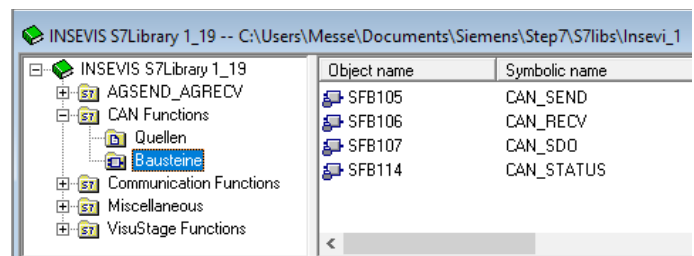 INSEVIS S7Library 1_19 -- C:\Users\Messe\Documents\Siemens\Step7\S7libs\Insevi_1
INSEVIS S7Library 1_19
AGSEND_AGRECV
CAN Functions
Quellen
Bausteine
Communication Functions
Miscellaneous
VisuStage Functions
Object name Symbolic name
SFB105 CAN_SEND
SFB106 CAN_RECV
SFB107 CAN_SDO
SFB114 CAN_STATUS